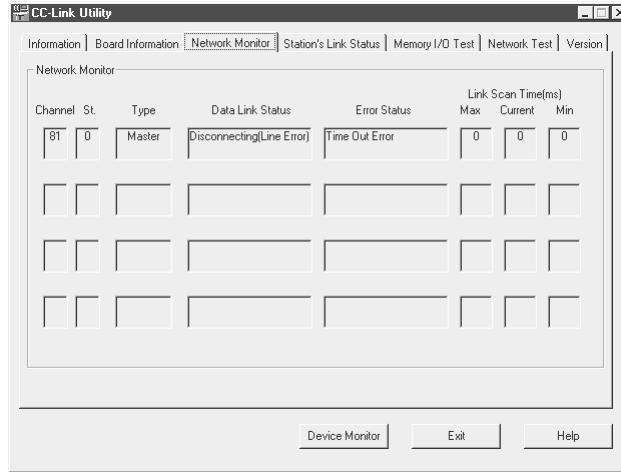 CC-Link Utility
Information Board Information Network Monitor Station's Link Status Memory I/O Test Network Test Version
Network Monitor
Link Scan Time(ms)
Channel St. Type Data Link Status Error Status Max Current Min
81 0 Master Disconnecting(Line Error) Time Out Error 0 0 0
Device Monitor Exit Help